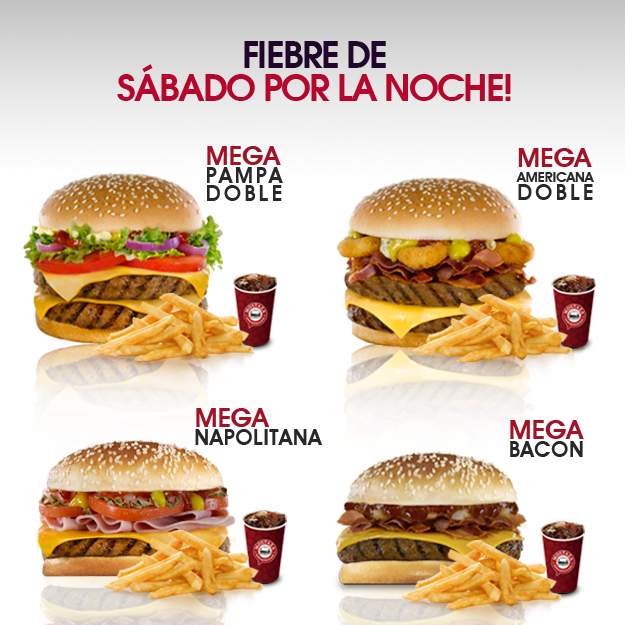 FIEBRE DE
SÁBADO POR LA NOCHE!
MEGA
PAMPA
DOBLE
MEGA
AMERICANA
DOBLE
MEGA
NAPOLITANA
MEGA
BACON